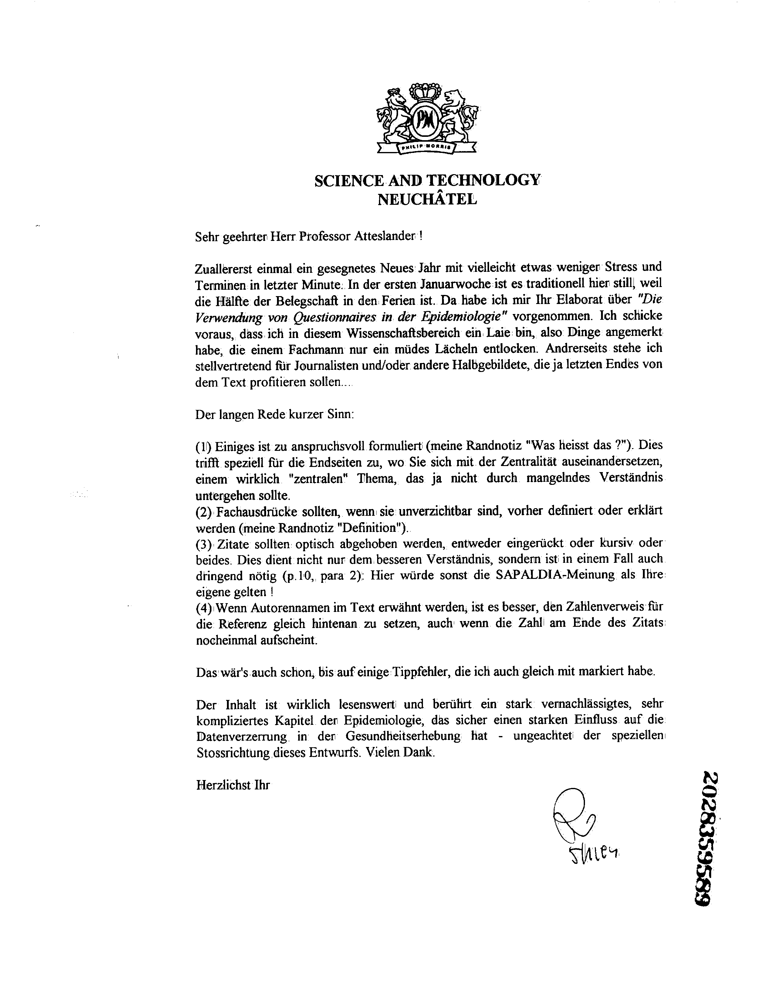 PM
PHILIP MORRIS
SCIENCE AND TECHNOLOGY
NEUCHÂTEL
Sehr geehrter Herr Professor Atteslander !
Zuallererst einmal ein gesegnetes Neues Jahr mit vielleicht etwas weniger Stress und
Terminen in letzter Minute. In der ersten Januarwoche ist es traditionell hier still, weil
die Hälfte der Belegschaft in den Ferien ist. Da habe ich mir Ihr Elaborat über "Die
Verwendung von Questionnaires in der Epidemiologie" vorgenommen. Ich schicke
voraus, dass ich in diesem Wissenschaftsbereich ein Laie bin, also Dinge angemerkt
habe, die einem Fachmann nur ein müdes Lächeln entlocken. Andrerseits stehe ich
stellvertretend für Journalisten und/oder andere Halbgebildete, die ja letzten Endes von
dem Text profitieren sollen....
Der langen Rede kurzer Sinn:
(1) Einiges ist zu anspruchsvoll formuliert (meine Randnotiz "Was heisst das ?"). Dies
trifft speziell für die Endseiten zu, wo Sie sich mit der Zentralität auseinandersetzen,
einem wirklich "zentralen" Thema, das ja nicht durch mangelndes Verständnis
untergehen sollte.
(2) Fachausdrücke sollten, wenn sie unverzichtbar sind, vorher definiert oder erklärt
werden (meine Randnotiz "Definition").
(3) Zitate sollten optisch abgehoben werden, entweder eingerückt oder kursiv oder
beides. Dies dient nicht nur dem besseren Verständnis, sondern ist in einem Fall auch
dringend nötig (p.10, para 2): Hier würde sonst die SAPALDIA-Meinung als Ihre
eigene gelten !
(4) Wenn Autorennamen im Text erwähnt werden, ist es besser, den Zahlenverweis für
die Referenz gleich hintenan zu setzen, auch wenn die Zahl am Ende des Zitats
nocheinmal aufscheint.
Das wär's auch schon, bis auf einige Tippfehler, die ich auch gleich mit markiert habe.
Der Inhalt ist wirklich lesenswert und berührt ein stark vernachlässigtes, sehr
kompliziertes Kapitel der Epidemiologie, das sicher einen starken Einfluss auf die
Datenverzerrung in der Gesundheitserhebung hat - ungeachtet der speziellen
Stossrichtung dieses Entwurfs. Vielen Dank.
Herzlichst Ihr
2028359589